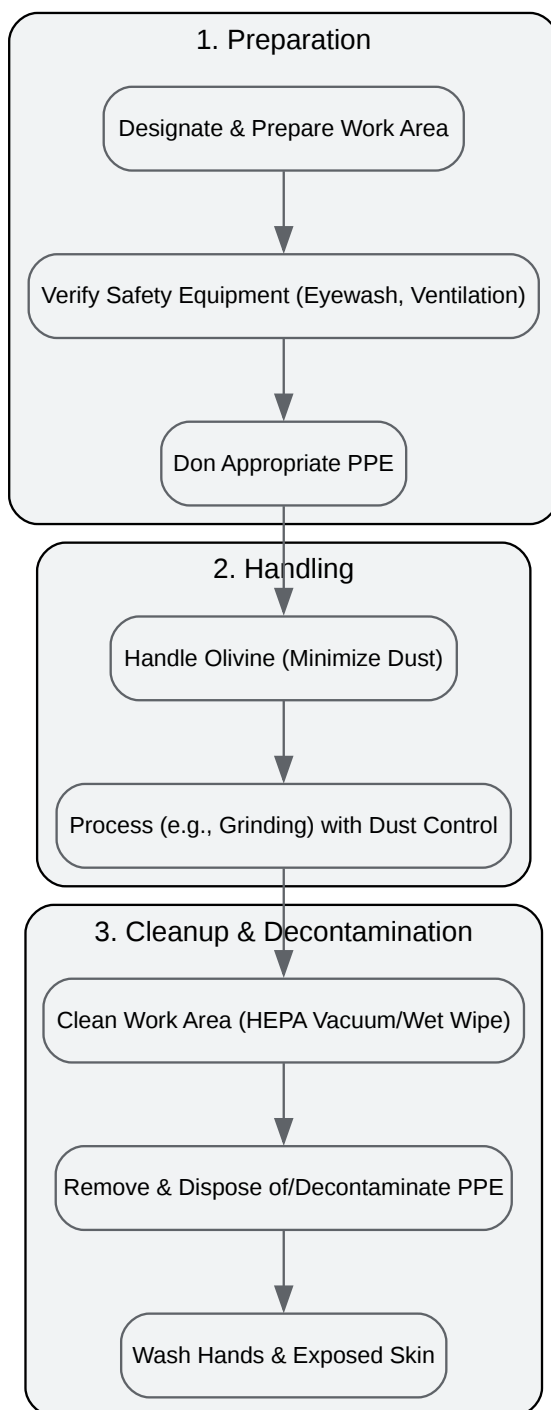 1. Preparation
Designate & Prepare Work Area
Verify Safety Equipment (Eyewash, Ventilation)
Don Appropriate PPE
2. Handling
Handle Olivine (Minimize Dust)
Process (e.g., Grinding) with Dust Control
3. Cleanup & Decontamination
Clean Work Area (HEPA Vacuum/Wet Wipe)
Remove & Dispose of/Decontaminate PPE
Wash Hands & Exposed Skin